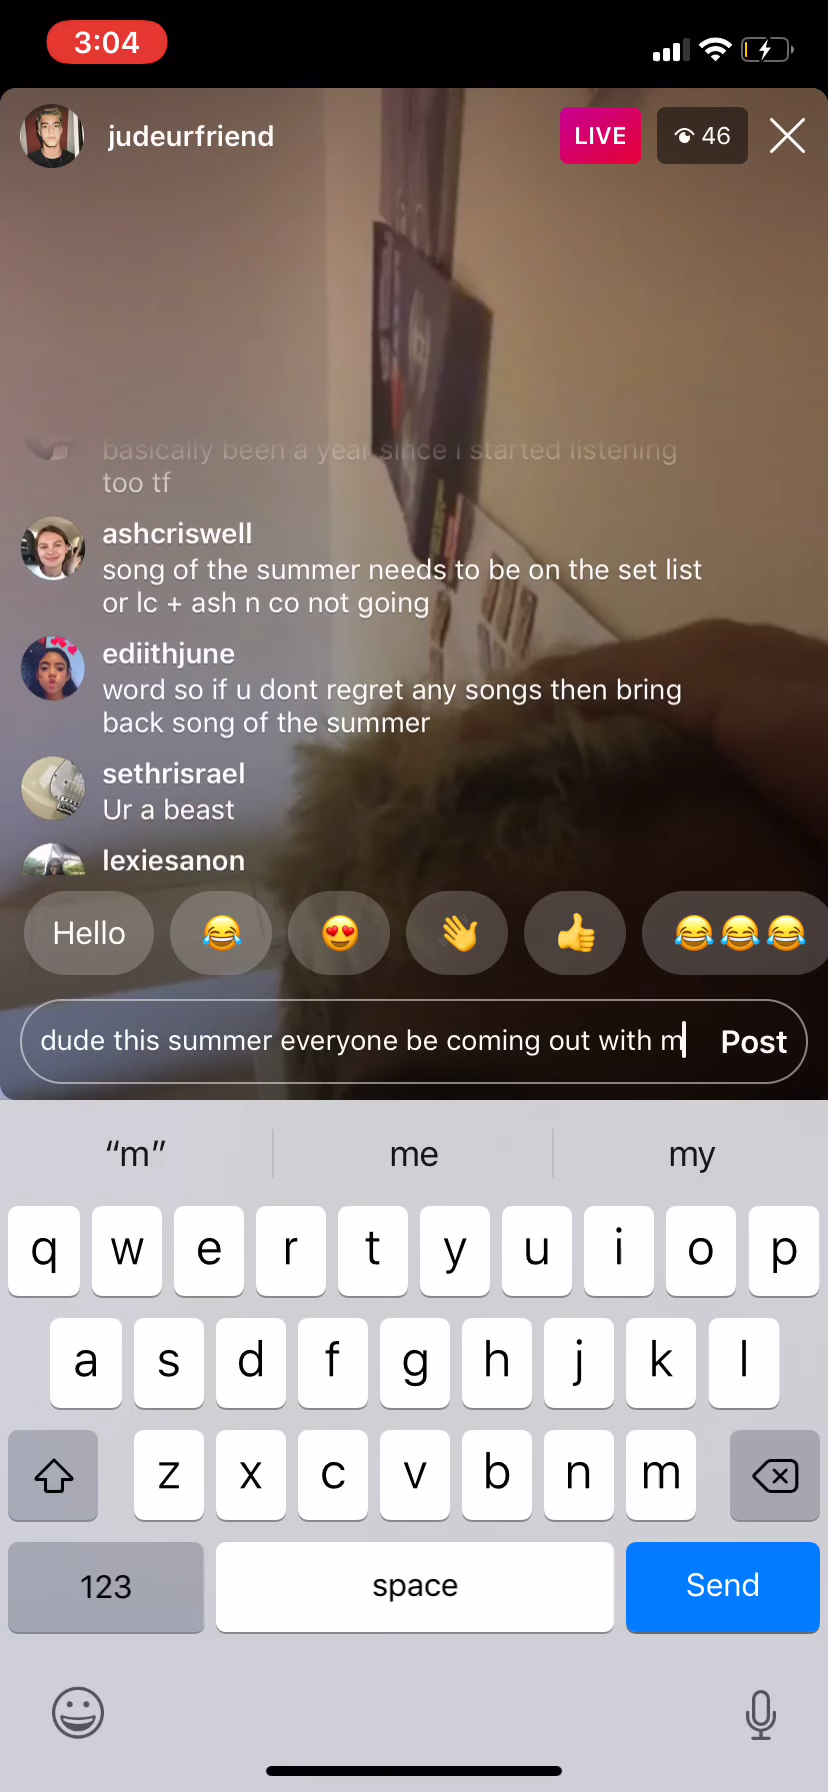 3:04
judeurfriend
LIVE
46
basically been a year since i started listening
too tf
ashcriswell
song of the summer needs to be on the set list
or lc + ash n co not going
ediithjune
word so if u dont regret any songs then bring
back song of the summer
sethrisrael
Ur a beast
lexiesanon
Hello
dude this summer everyone be coming out with m
Post
“m”
me
my
q w e r t y u i o p
a s d f g h j k l
z x c v b n m
123
space
Send